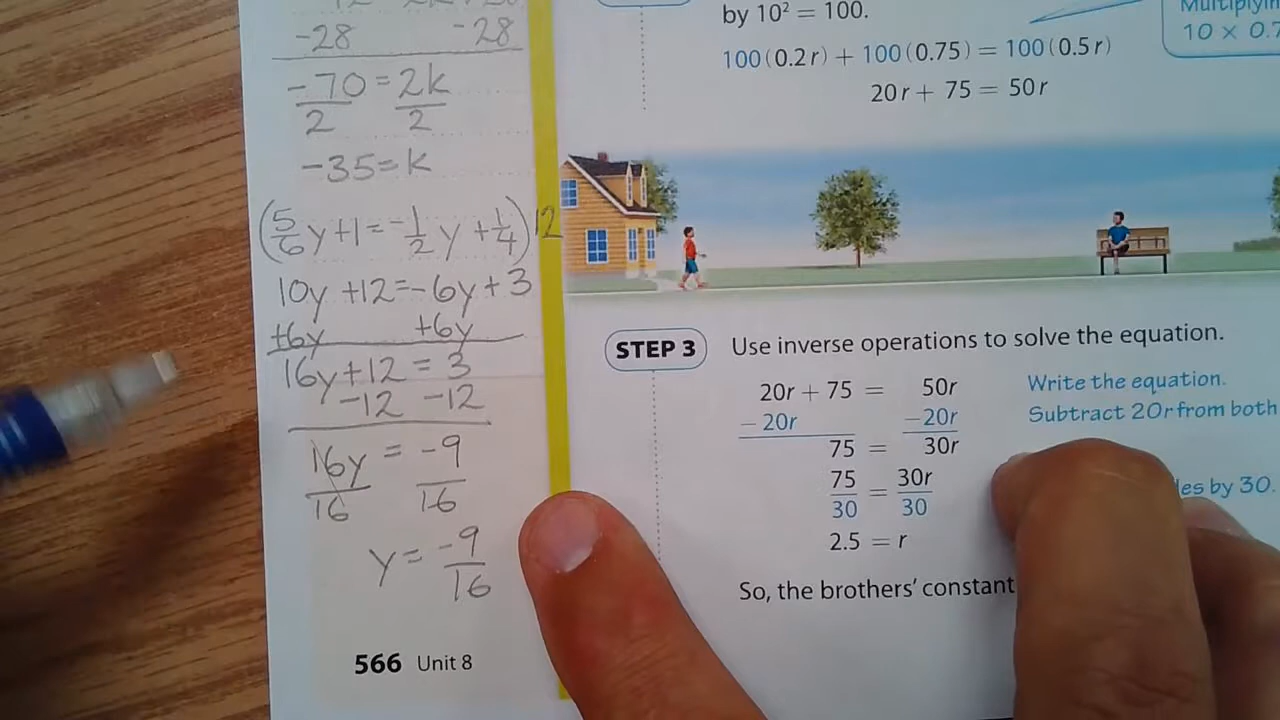 -28 -28
-70 = 2k
2 2
-35 = k
(5/6 y + 1 = -1/2 y + 1/4) 12
10y + 12 = -6y + 3
+6y +6y
16y + 12 = 3
-12 -12
16y = -9
16 16
y = -9/16
566 Unit 8
by 10² = 100.
100(0.2r) + 100(0.75) = 100(0.5r)
20r + 75 = 50r
10 × 0.7
STEP 3 Use inverse operations to solve the equation.
20r + 75 = 50r Write the equation.
− 20r −20r Subtract 20r from both
75 = 30r
75/30 = 30r/30 by 30.
2.5 = r
So, the brothers' constant